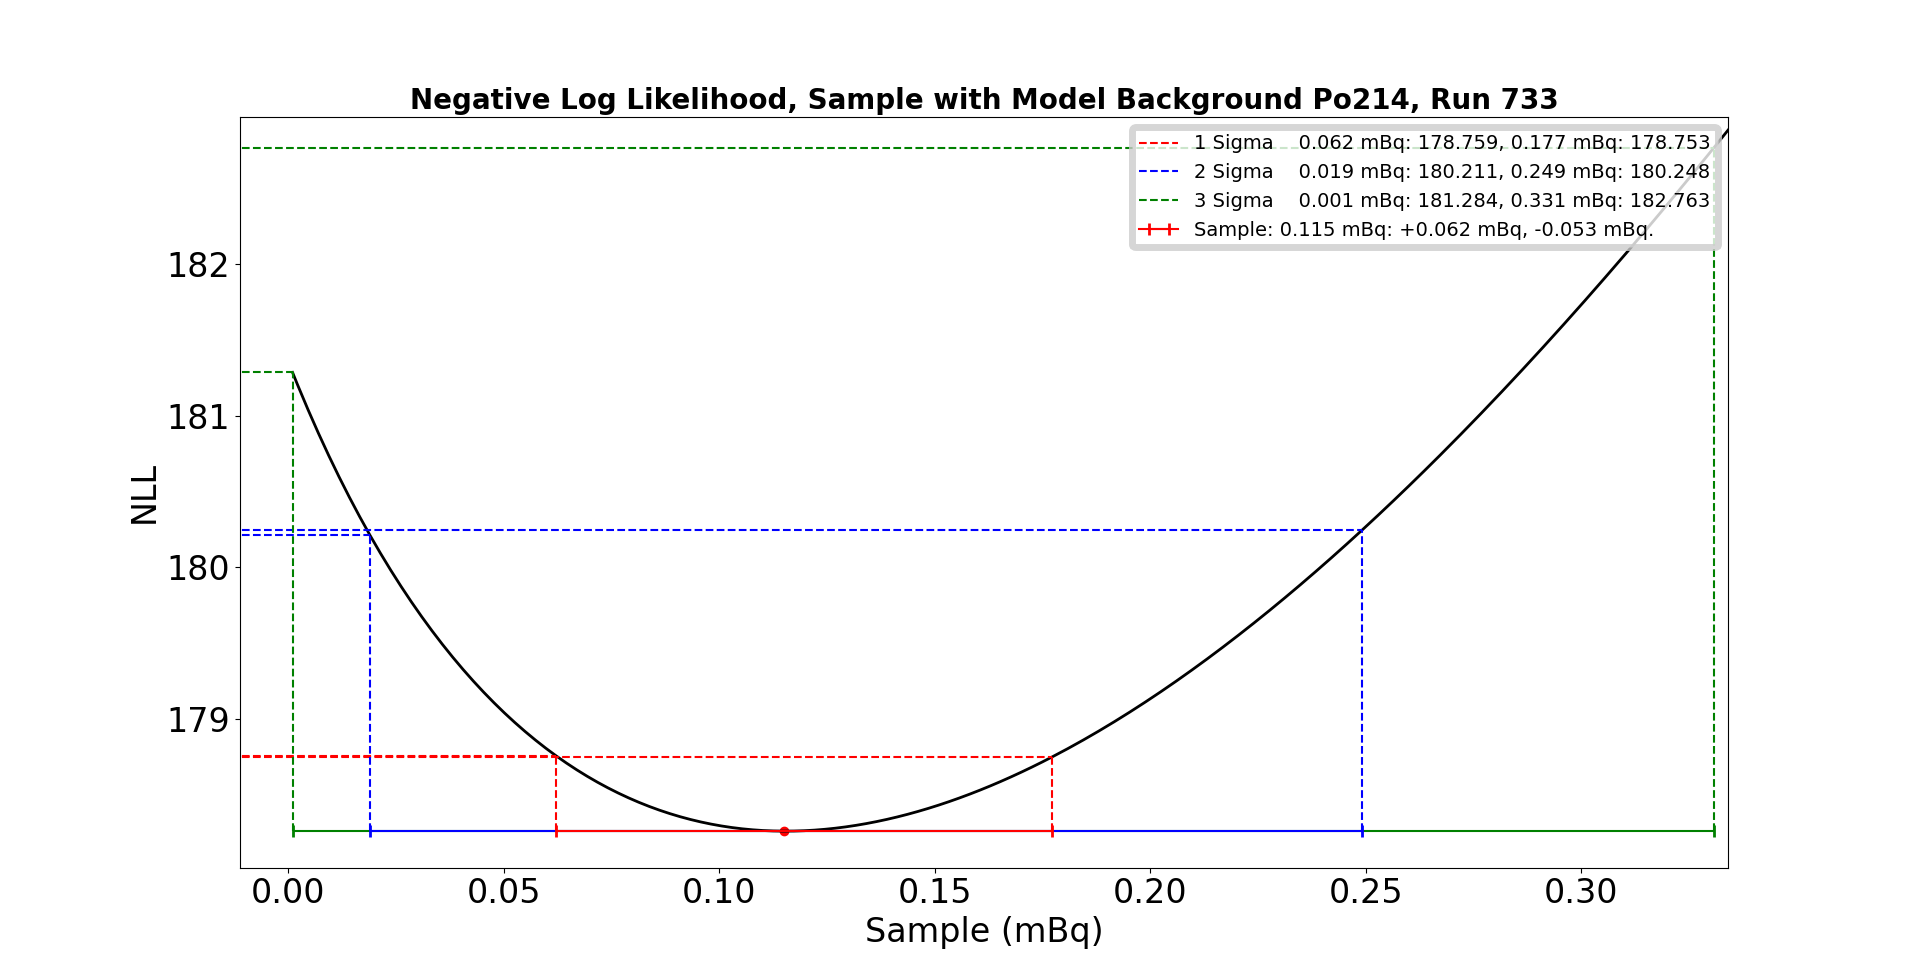 Negative Log Likelihood, Sample with Model Background Po214, Run 733
1 Sigma 0.062 mBq: 178.759, 0.177 mBq: 178.753
2 Sigma 0.019 mBq: 180.211, 0.249 mBq: 180.248
3 Sigma 0.001 mBq: 181.284, 0.331 mBq: 182.763
Sample: 0.115 mBq: +0.062 mBq, -0.053 mBq.
182
181
180
179
NLL
0.00 0.05 0.10 0.15 0.20 0.25 0.30
Sample (mBq)